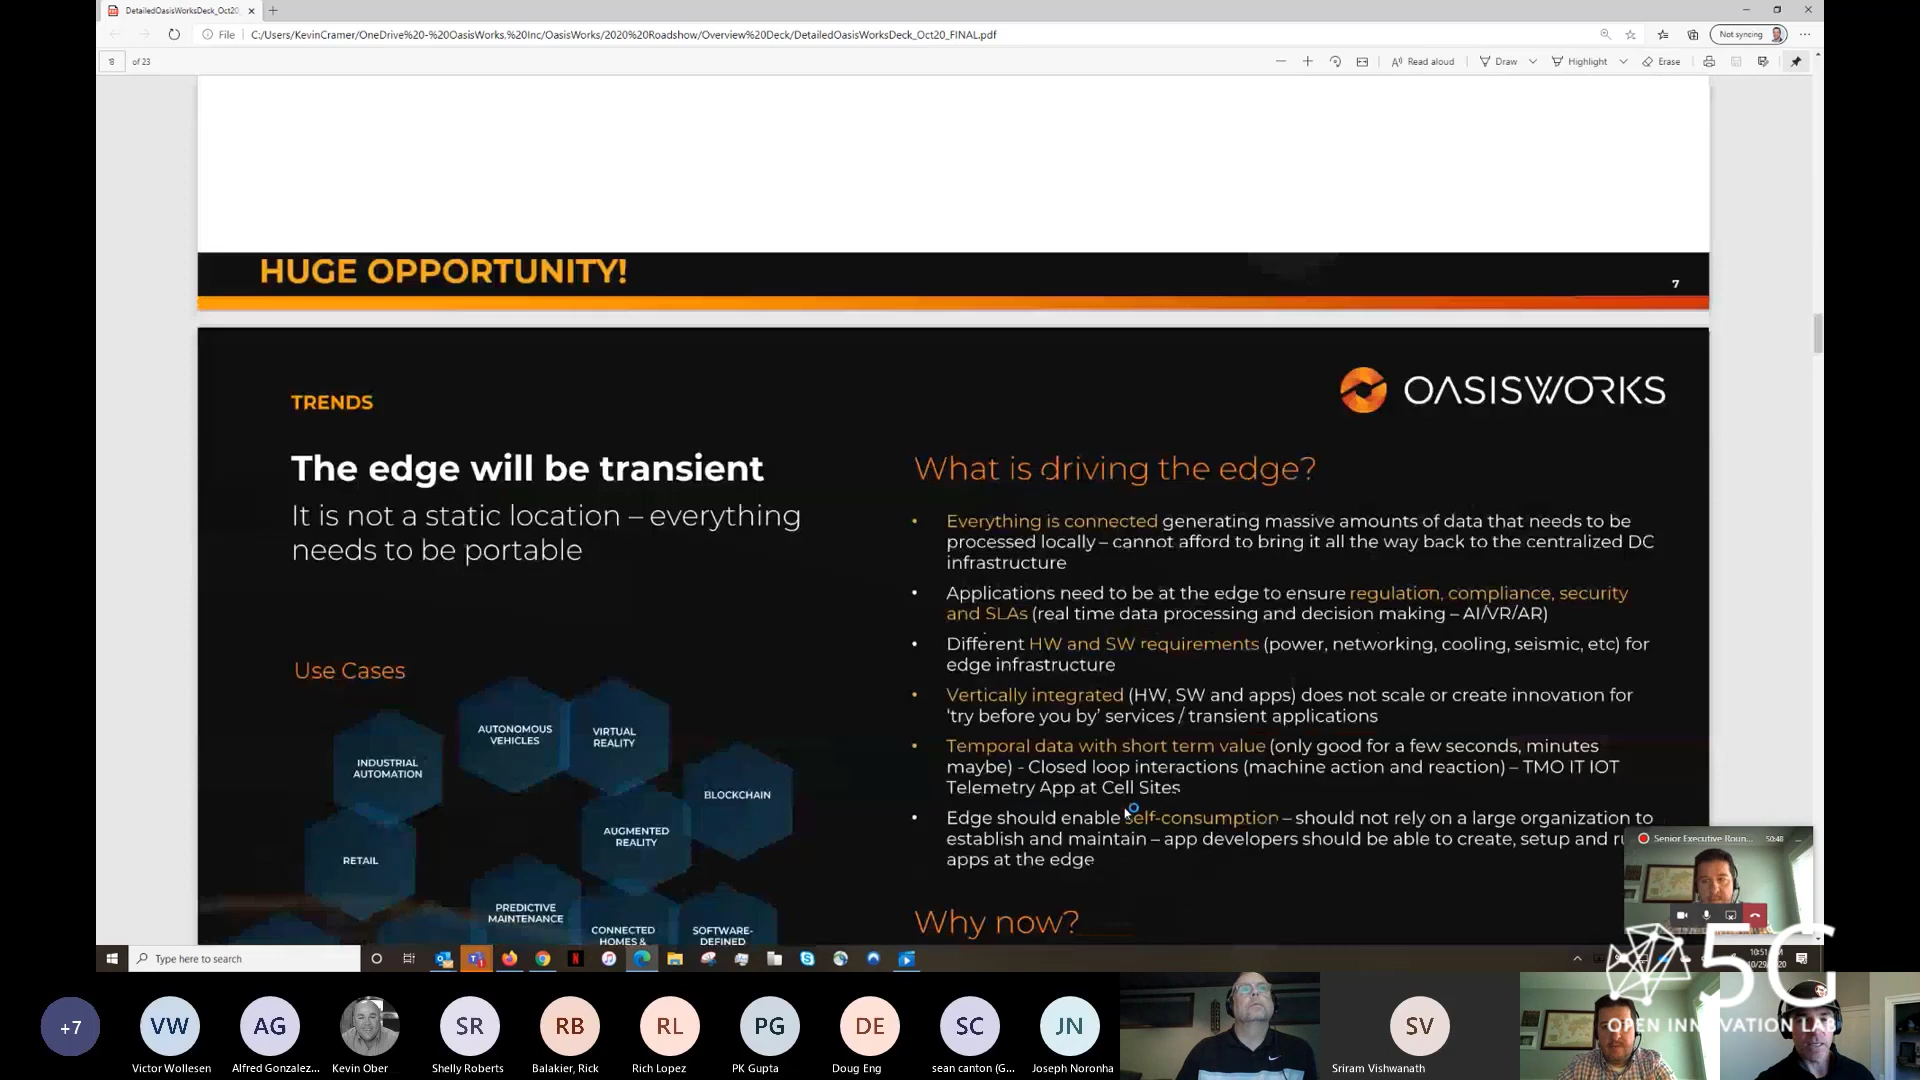 DetailedOasisWorksDeck_Oct20_
Not syncing
File
C:/Users/KevinCramer/OneDrive%20-%20OasisWorks,%20Inc/OasisWorks/2020%20Roadshow/Overview%20Deck/DetailedOasisWorksDeck_Oct20_FINAL.pdf
8 of 23
Read aloud
Draw
Highlight
Erase
HUGE OPPORTUNITY!
7
TRENDS
OASISWORKS
The edge will be transient
It is not a static location – everything
needs to be portable
Use Cases
AUTONOMOUS
VEHICLES
VIRTUAL
REALITY
INDUSTRIAL
AUTOMATION
BLOCKCHAIN
AUGMENTED
REALITY
RETAIL
PREDICTIVE
MAINTENANCE
CONNECTED
HOMES &
SOFTWARE-
DEFINED
What is driving the edge?
• Everything is connected generating massive amounts of data that needs to be
processed locally – cannot afford to bring it all the way back to the centralized DC
infrastructure
• Applications need to be at the edge to ensure regulation, compliance, security
and SLAs (real time data processing and decision making – AI/VR/AR)
• Different HW and SW requirements (power, networking, cooling, seismic, etc) for
edge infrastructure
• Vertically integrated (HW, SW and apps) does not scale or create innovation for
‘try before you by’ services / transient applications
• Temporal data with short term value (only good for a few seconds, minutes
maybe) - Closed loop interactions (machine action and reaction) – TMO IT IOT
Telemetry App at Cell Sites
• Edge should enable self-consumption – should not rely on a large organization to
establish and maintain – app developers should be able to create, setup and
apps at the edge
Why now?
Senior Executive Roun...
50:48
Type here to search
5G
OPEN INNOVATION LAB
+7
VW
AG
SR
RB
RL
PG
DE
SC
JN
SV
Victor Wollesen
Alfred Gonzalez...
Kevin Ober
Shelly Roberts
Balakier, Rick
Rich Lopez
PK Gupta
Doug Eng
sean canton (G...
Joseph Noronha
Sriram Vishwanath